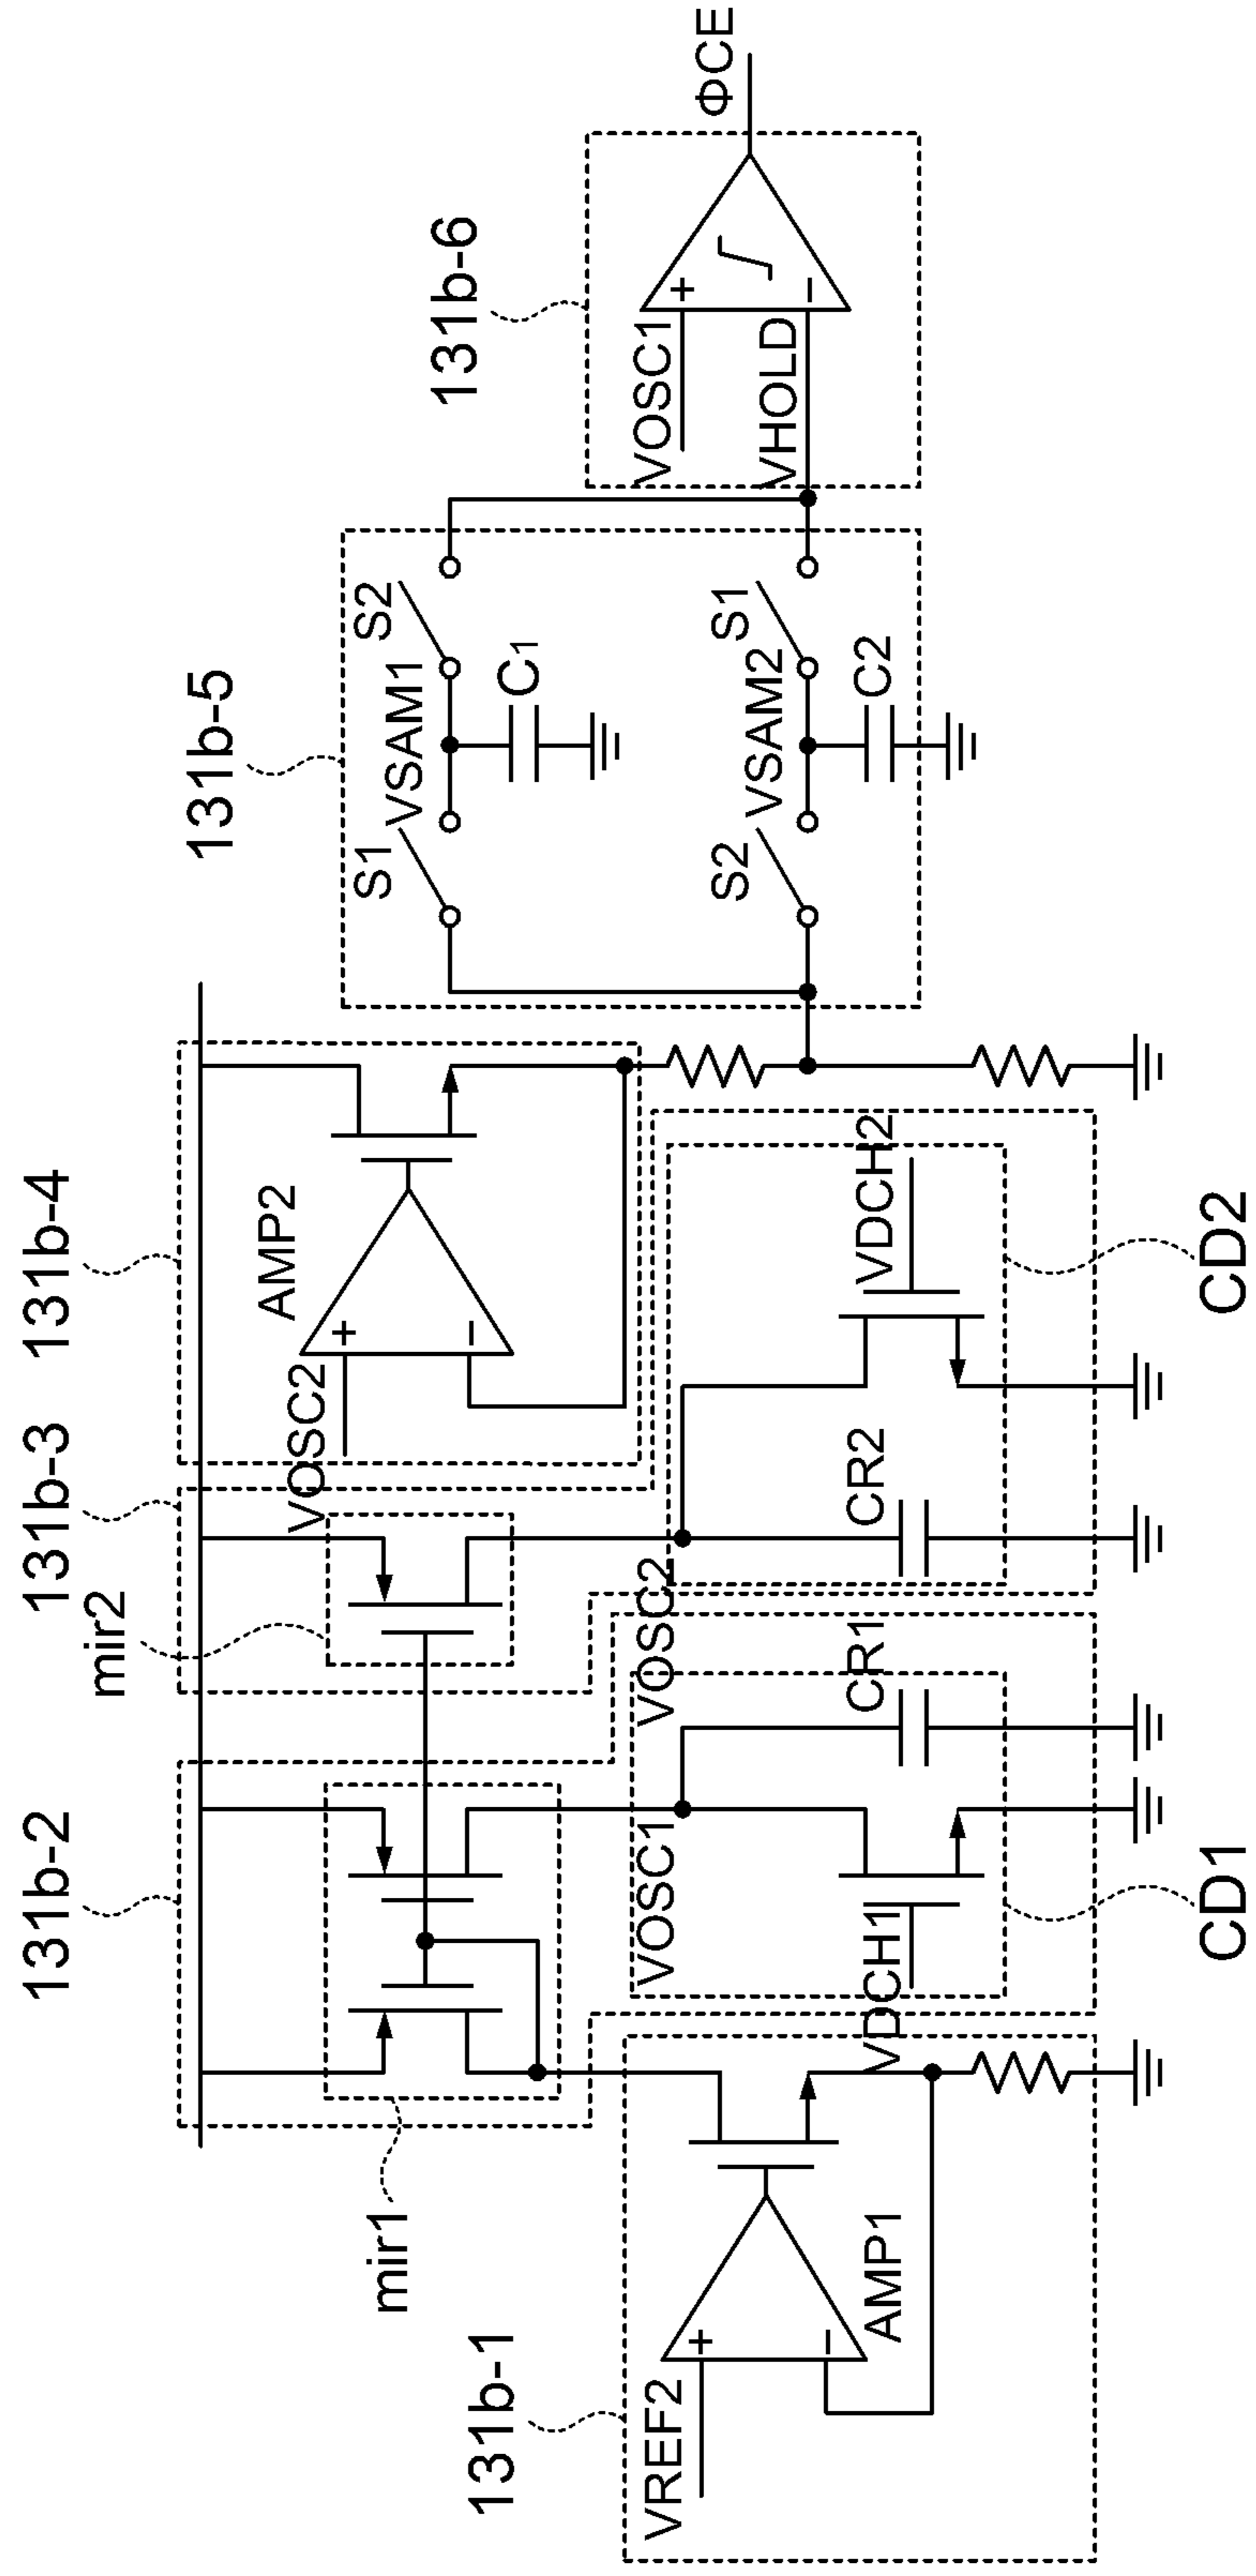 131b-1
VREF2
+
−
AMP1
131b-2
mir1
VOSC1
VDCH1
CR1
CD1
131b-3
mir2
VOSC2
CR2
VDCH2
CD2
131b-4
VOSC2
+
−
AMP2
131b-5
S1
VSAM1
C1
S2
S2
VSAM2
C2
S1
131b-6
VOSC1
+
VHOLD
−
ΦCE